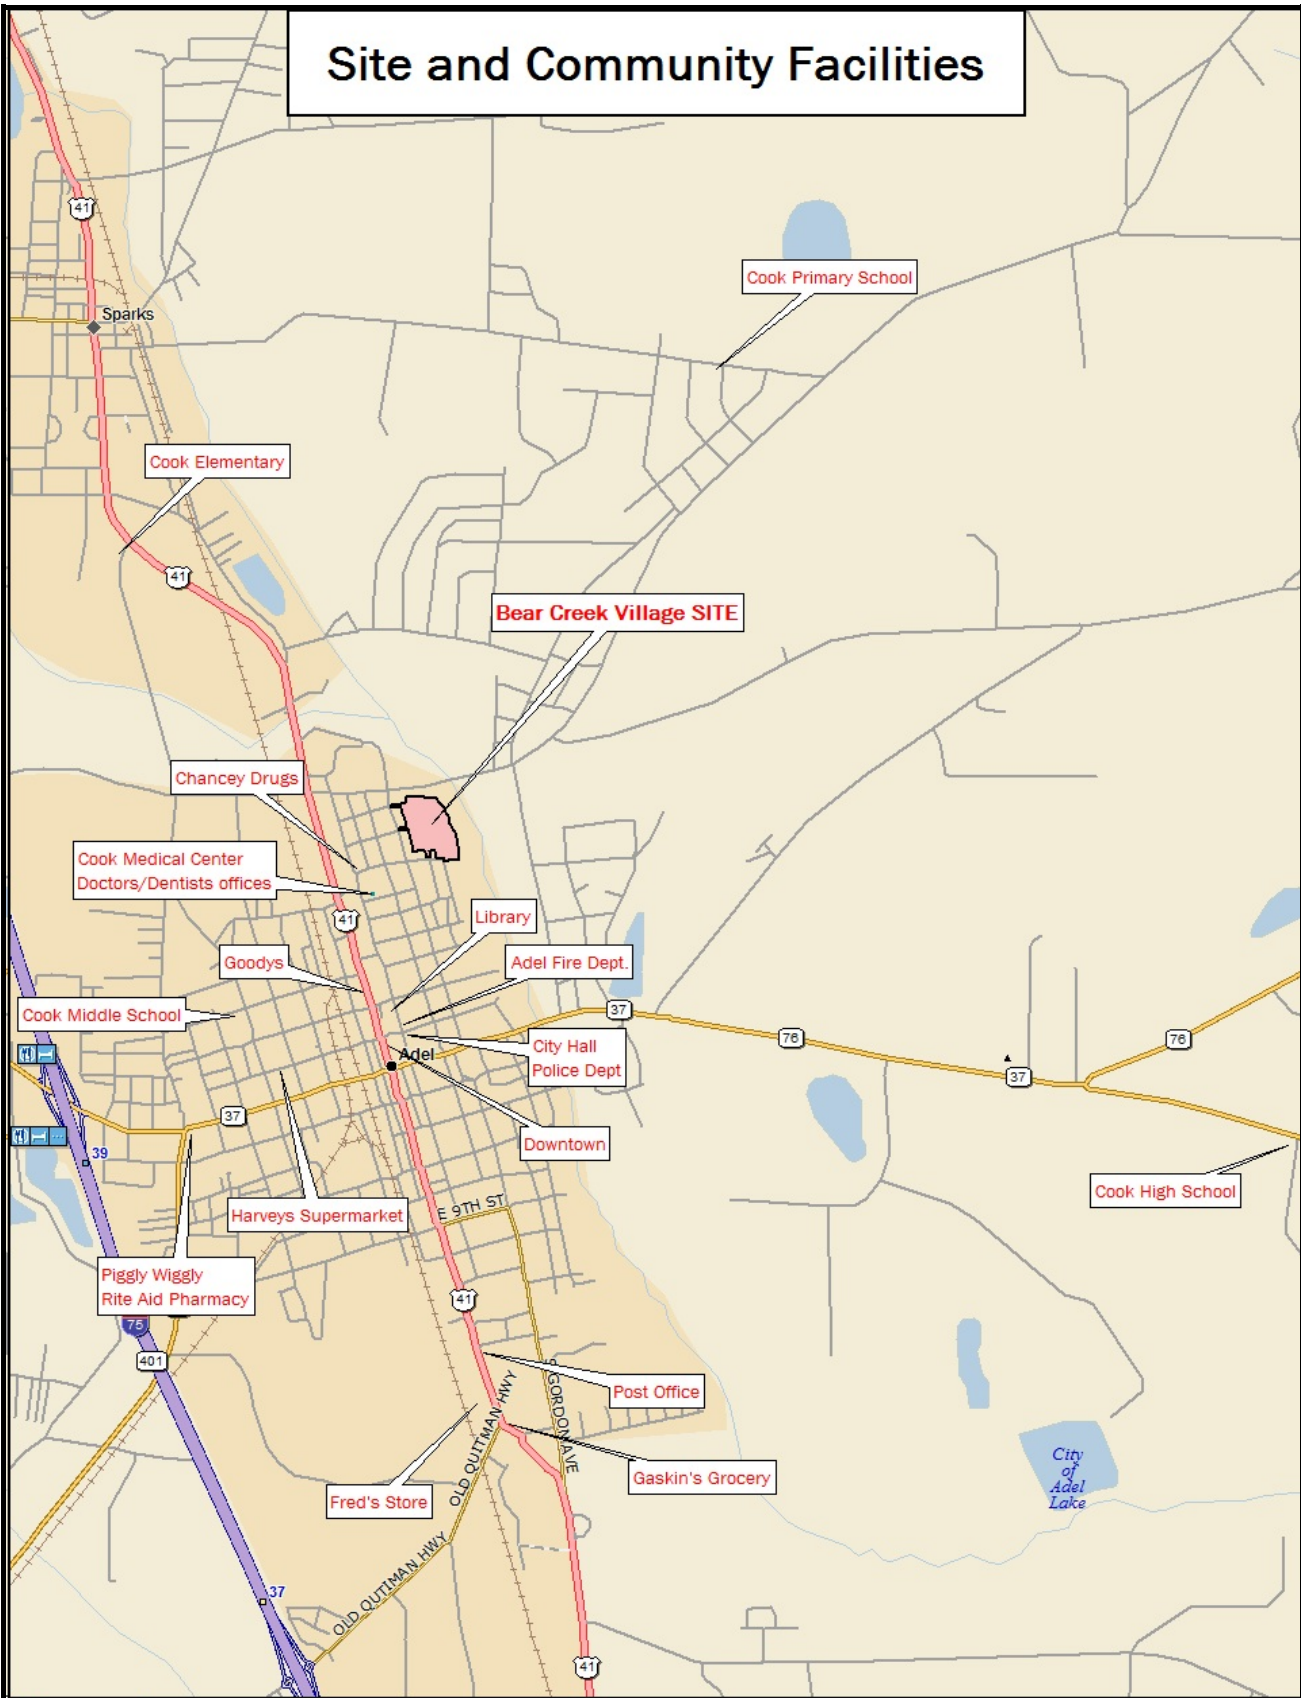 Site and Community Facilities
41
Cook Primary School
Sparks
Cook Elementary
41
Bear Creek Village SITE
Chancey Drugs
Cook Medical Center
Doctors/Dentists offices
41
Library
Goodys
Adel Fire Dept.
Cook Middle School
37
76
76
City Hall
Police Dept
Adel
37
37
Downtown
39
Cook High School
Harveys Supermarket
E 9TH ST
Piggly Wiggly
Rite Aid Pharmacy
41
75
401
Post Office
S GORDON AVE
OLD QUITMAN HWY
Gaskin's Grocery
Fred's Store
City
of
Adel
Lake
OLD QUTIMAN HWY
37
41